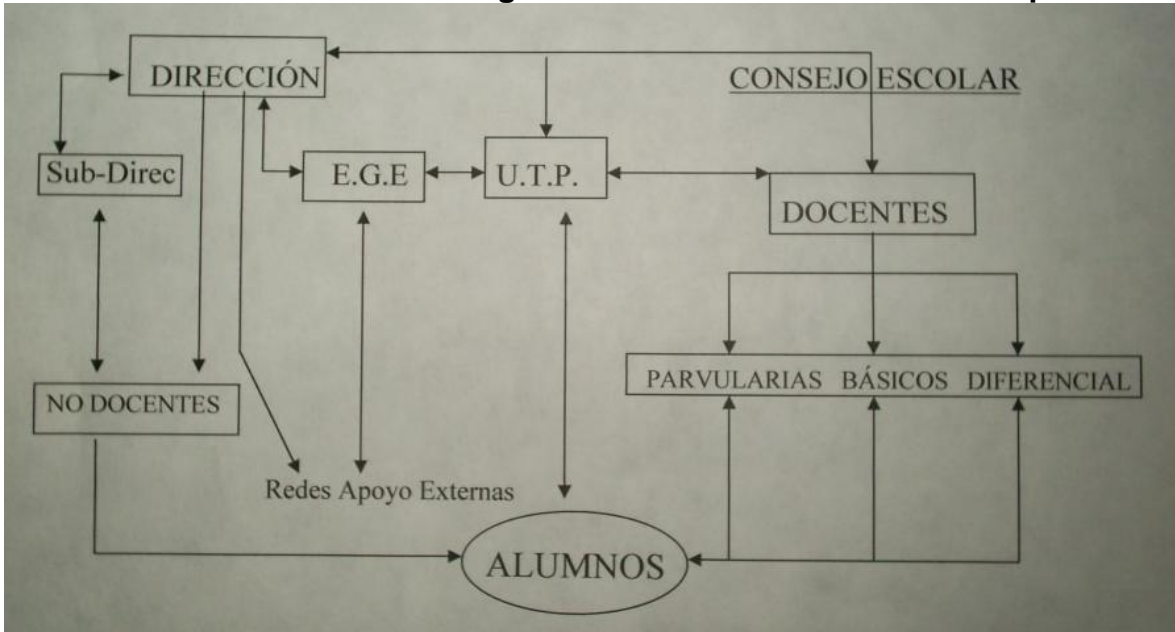 DIRECCIÓN
CONSEJO ESCOLAR
Sub-Direc
E.G.E
U.T.P.
DOCENTES
NO DOCENTES
PARVULARIAS BÁSICOS DIFERENCIAL
Redes Apoyo Externas
ALUMNOS